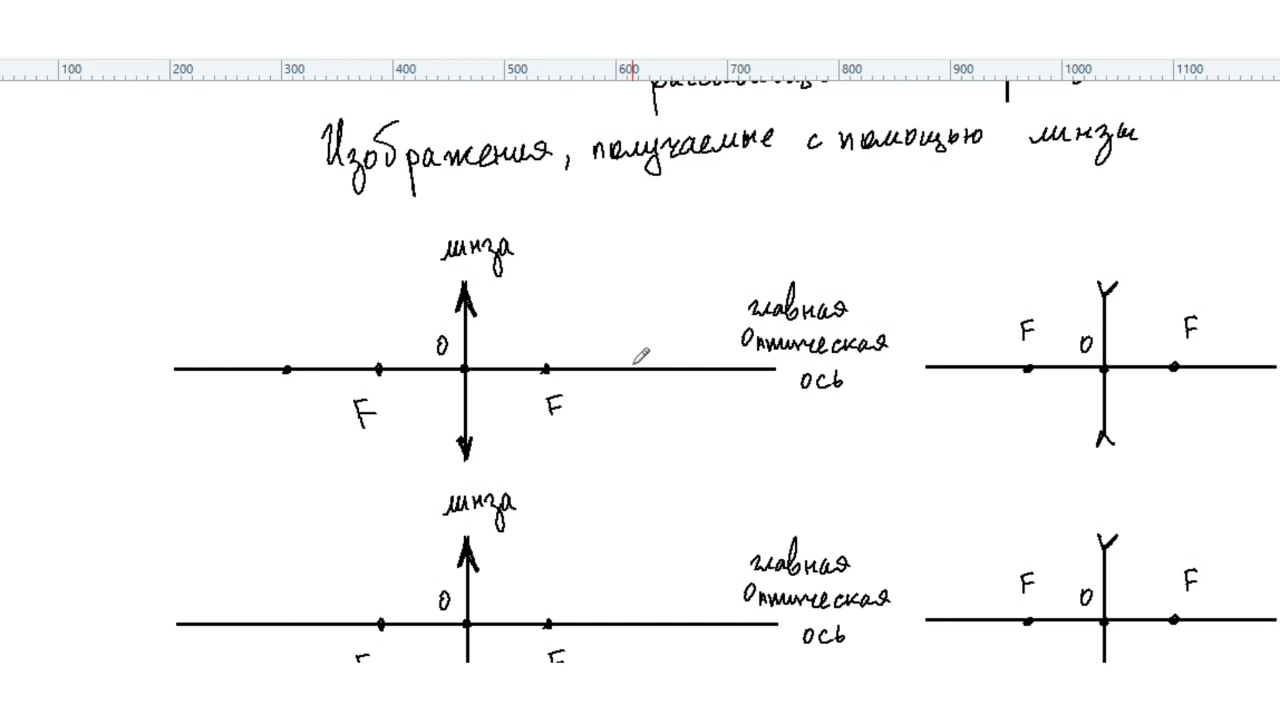 100 200 300 400 500 600 700 800 900 1000 1100
Изображения, получаемые с помощью линзы
линза
O
F
F
главная
Оптическая
ось
F
O
F
линза
O
главная
Оптическая
ось
F
O
F